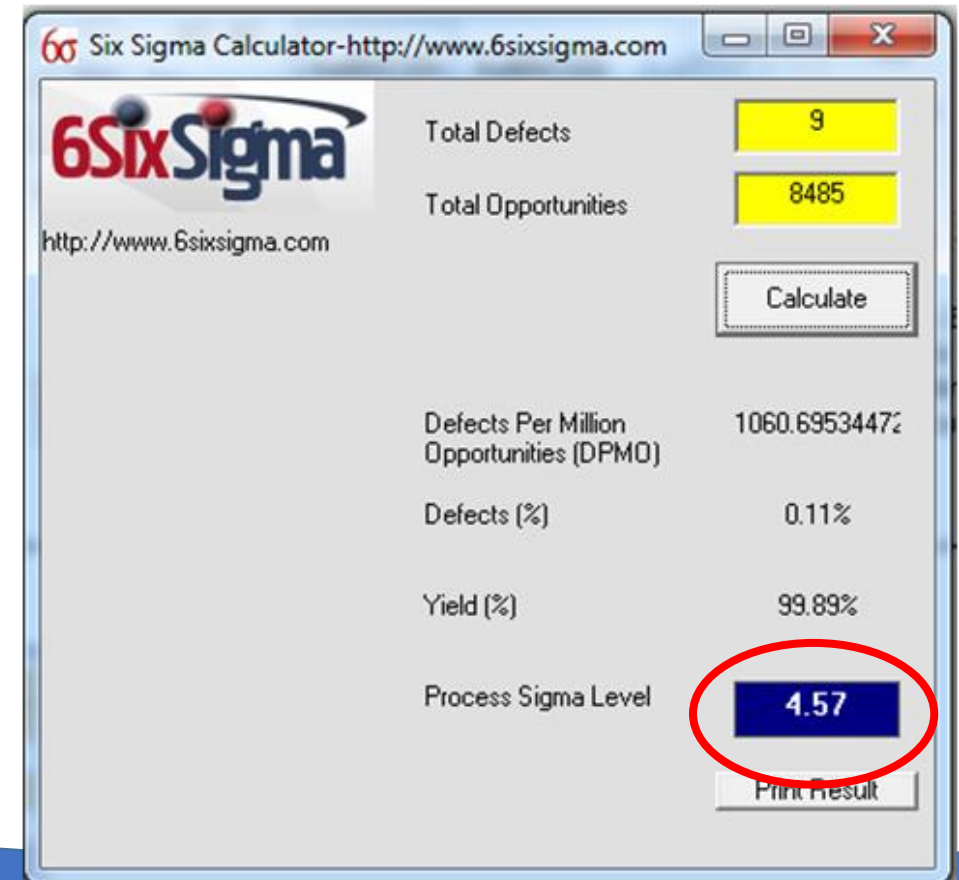 6σ Six Sigma Calculator-http://www.6sixsigma.com
6SixSigma
http://www.6sixsigma.com
Total Defects 9
Total Opportunities 8485
Calculate
Defects Per Million 1060.69534472
Opportunities (DPMO)
Defects (%) 0.11%
Yield (%) 99.89%
Process Sigma Level 4.57
Print Result